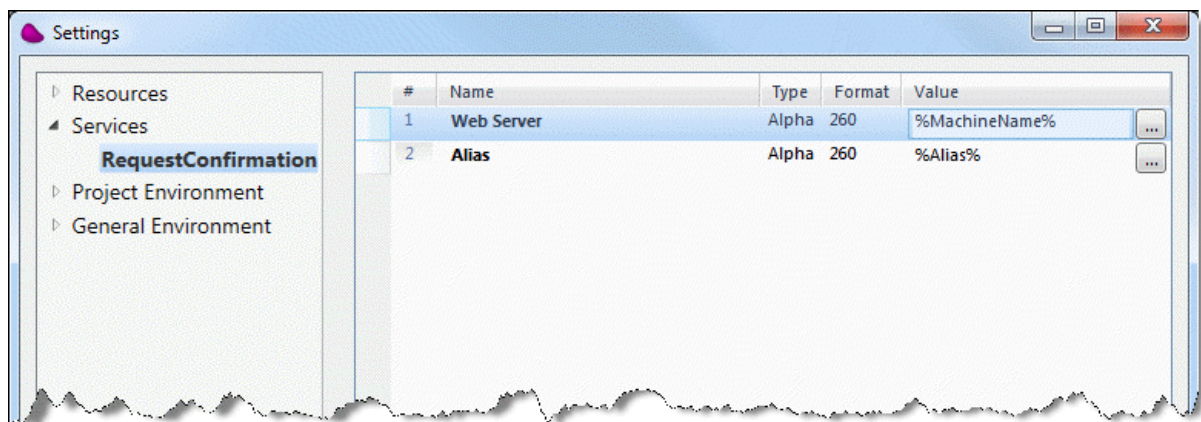 Settings
Resources
Services
RequestConfirmation
Project Environment
General Environment
# Name Type Format Value
1 Web Server Alpha 260 %MachineName% ...
2 Alias Alpha 260 %Alias% ...